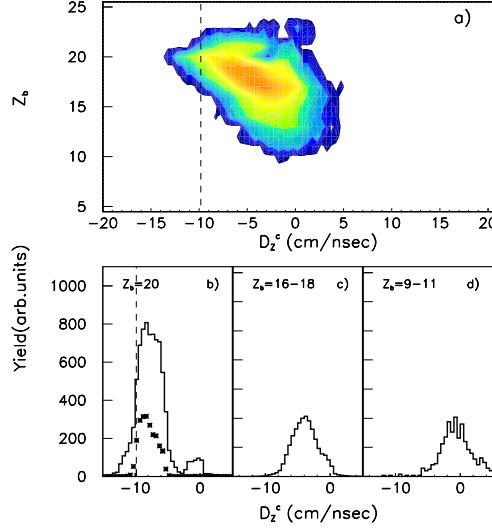 a)
Z_b
25
20
15
10
5
-20 -15 -10 -5 0 5 10 15 20
D_Z^c (cm/nsec)
Yield(arb.units)
1000
800
600
400
200
0
Z_b=20 b)
Z_b=16-18 c)
Z_b=9-11 d)
-10 0 -10 0 -10 0
D_Z^c (cm/nsec)